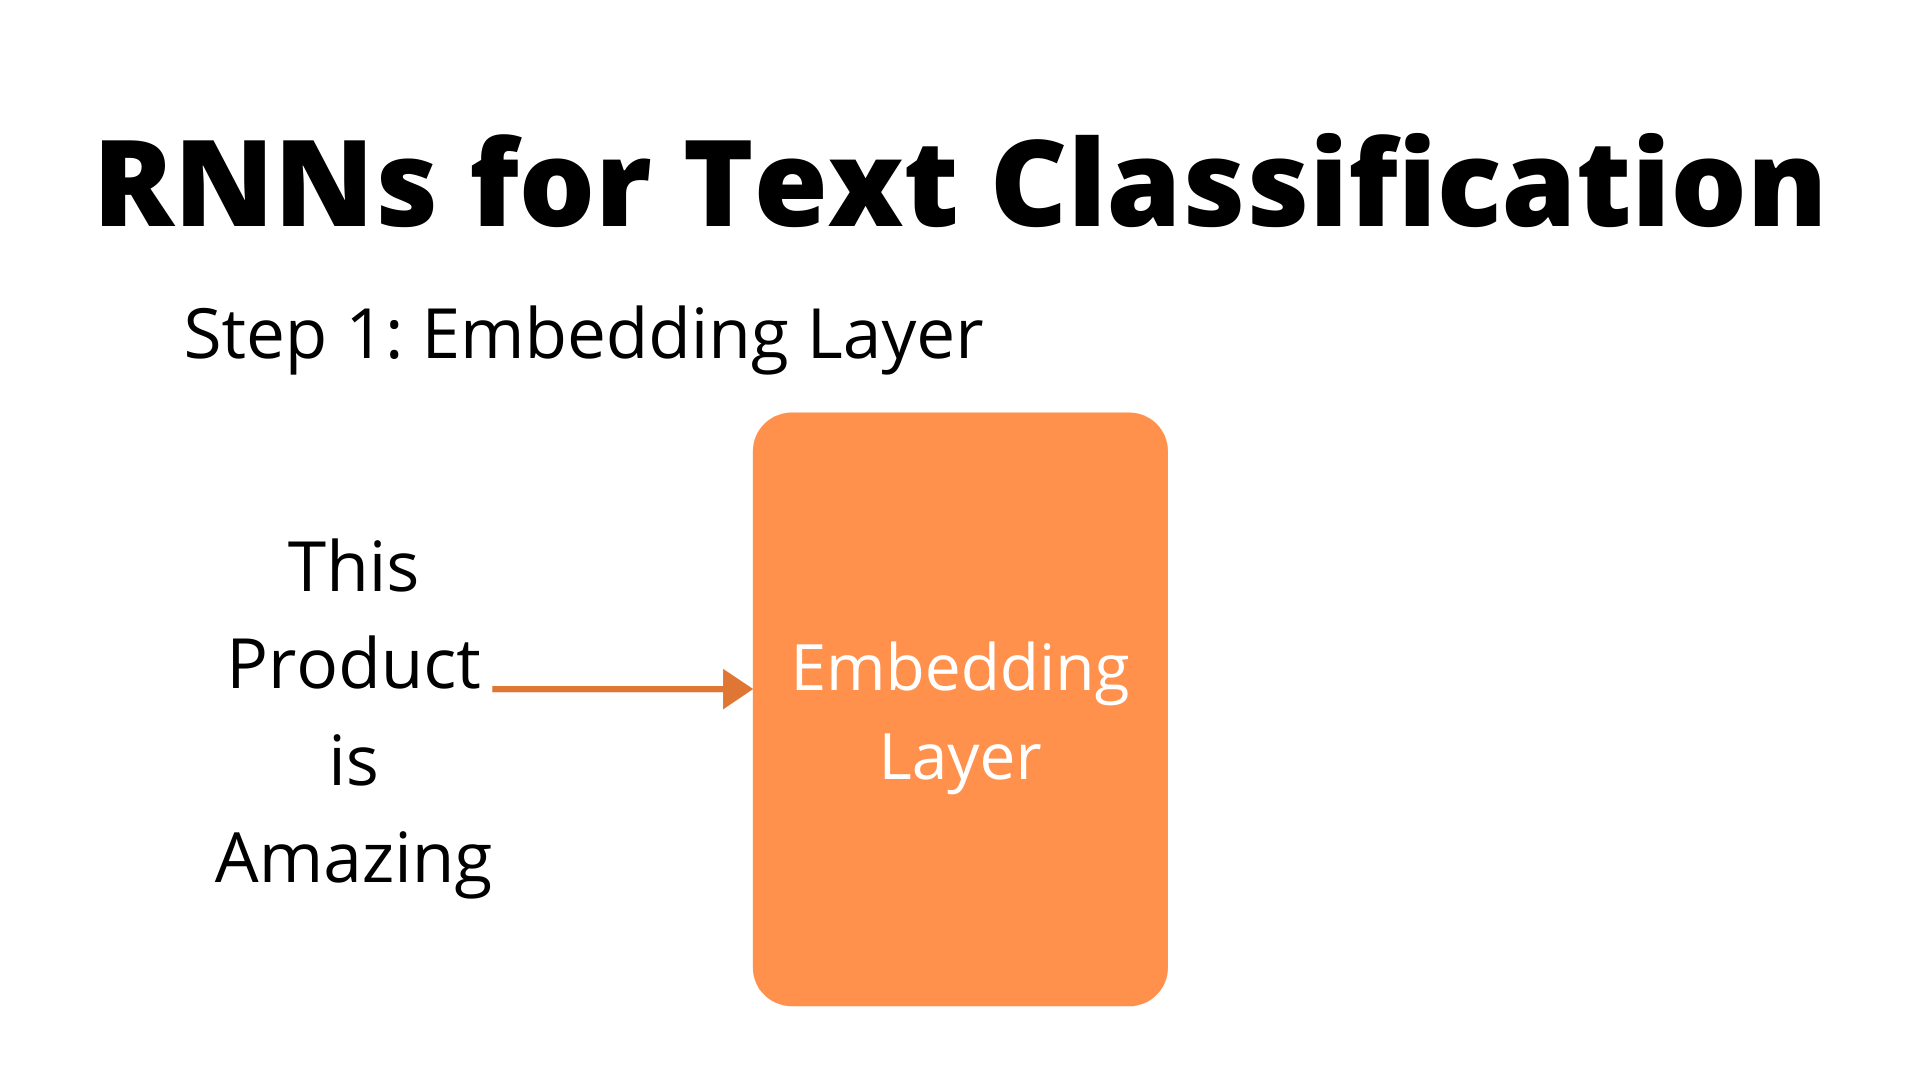 RNNs for Text Classification
Step 1: Embedding Layer
This
Product
is
Amazing
Embedding
Layer